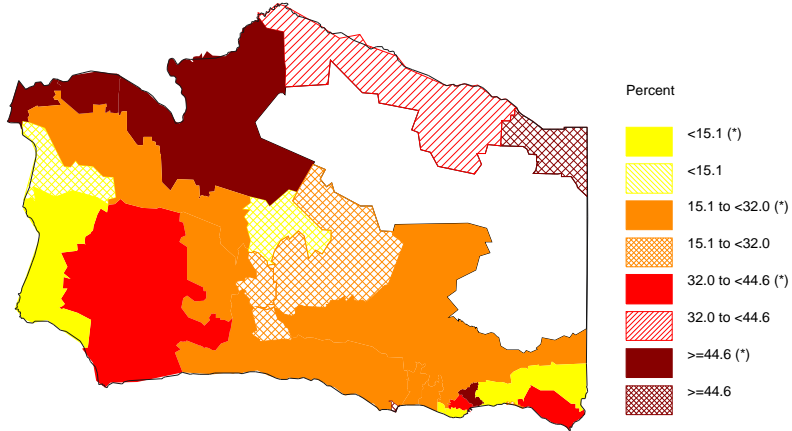 Percent
<15.1 (*)
<15.1
15.1 to <32.0 (*)
15.1 to <32.0
32.0 to <44.6 (*)
32.0 to <44.6
>=44.6 (*)
>=44.6